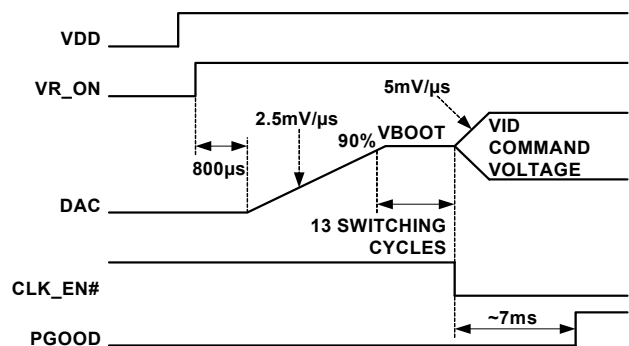 VDD
VR_ON
5mV/µs
2.5mV/µs
90%
VBOOT
VID
COMMAND
VOLTAGE
800µs
DAC
13 SWITCHING
CYCLES
CLK_EN#
~7ms
PGOOD